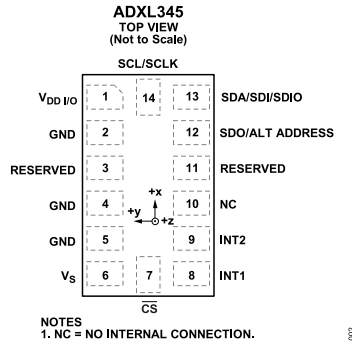 ADXL345
TOP VIEW
(Not to Scale)
SCL/SCLK
VDD I/O 1 14 13 SDA/SDI/SDIO
GND 2 12 SDO/ALT ADDRESS
RESERVED 3 11 RESERVED
+x
GND 4 +y +z 10 NC
GND 5 9 INT2
VS 6 7 8 INT1
CS
NOTES
1. NC = NO INTERNAL CONNECTION.